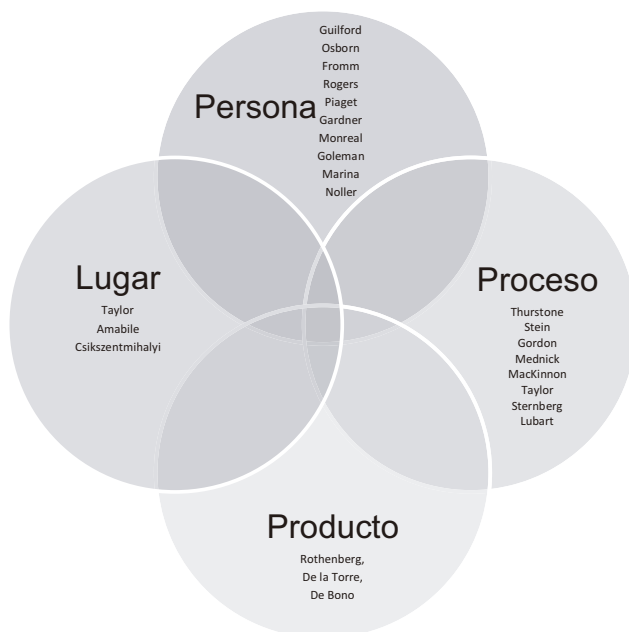 Persona
Guilford
Osborn
Fromm
Rogers
Piaget
Gardner
Monreal
Goleman
Marina
Noller
Lugar
Taylor
Amabile
Csikszentmihalyi
Proceso
Thurstone
Stein
Gordon
Mednick
MacKinnon
Taylor
Sternberg
Lubart
Producto
Rothenberg,
De la Torre,
De Bono